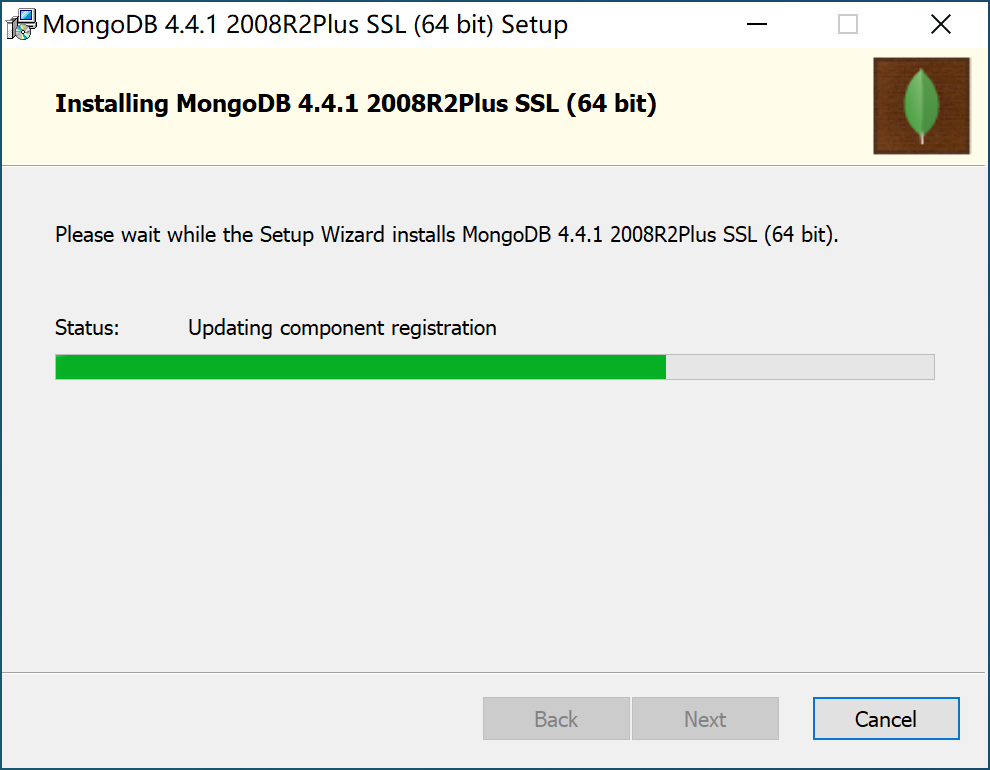 MongoDB 4.4.1 2008R2Plus SSL (64 bit) Setup
Installing MongoDB 4.4.1 2008R2Plus SSL (64 bit)
Please wait while the Setup Wizard installs MongoDB 4.4.1 2008R2Plus SSL (64 bit).
Status: Updating component registration
Back Next Cancel